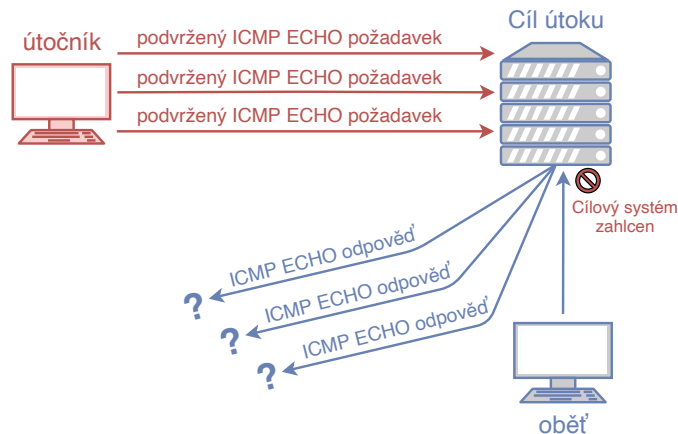 útočník
podvržený ICMP ECHO požadavek
podvržený ICMP ECHO požadavek
podvržený ICMP ECHO požadavek
Cíl útoku
Cílový systém
zahlcen
ICMP ECHO odpověď
ICMP ECHO odpověď
ICMP ECHO odpověď
?
?
?
oběť